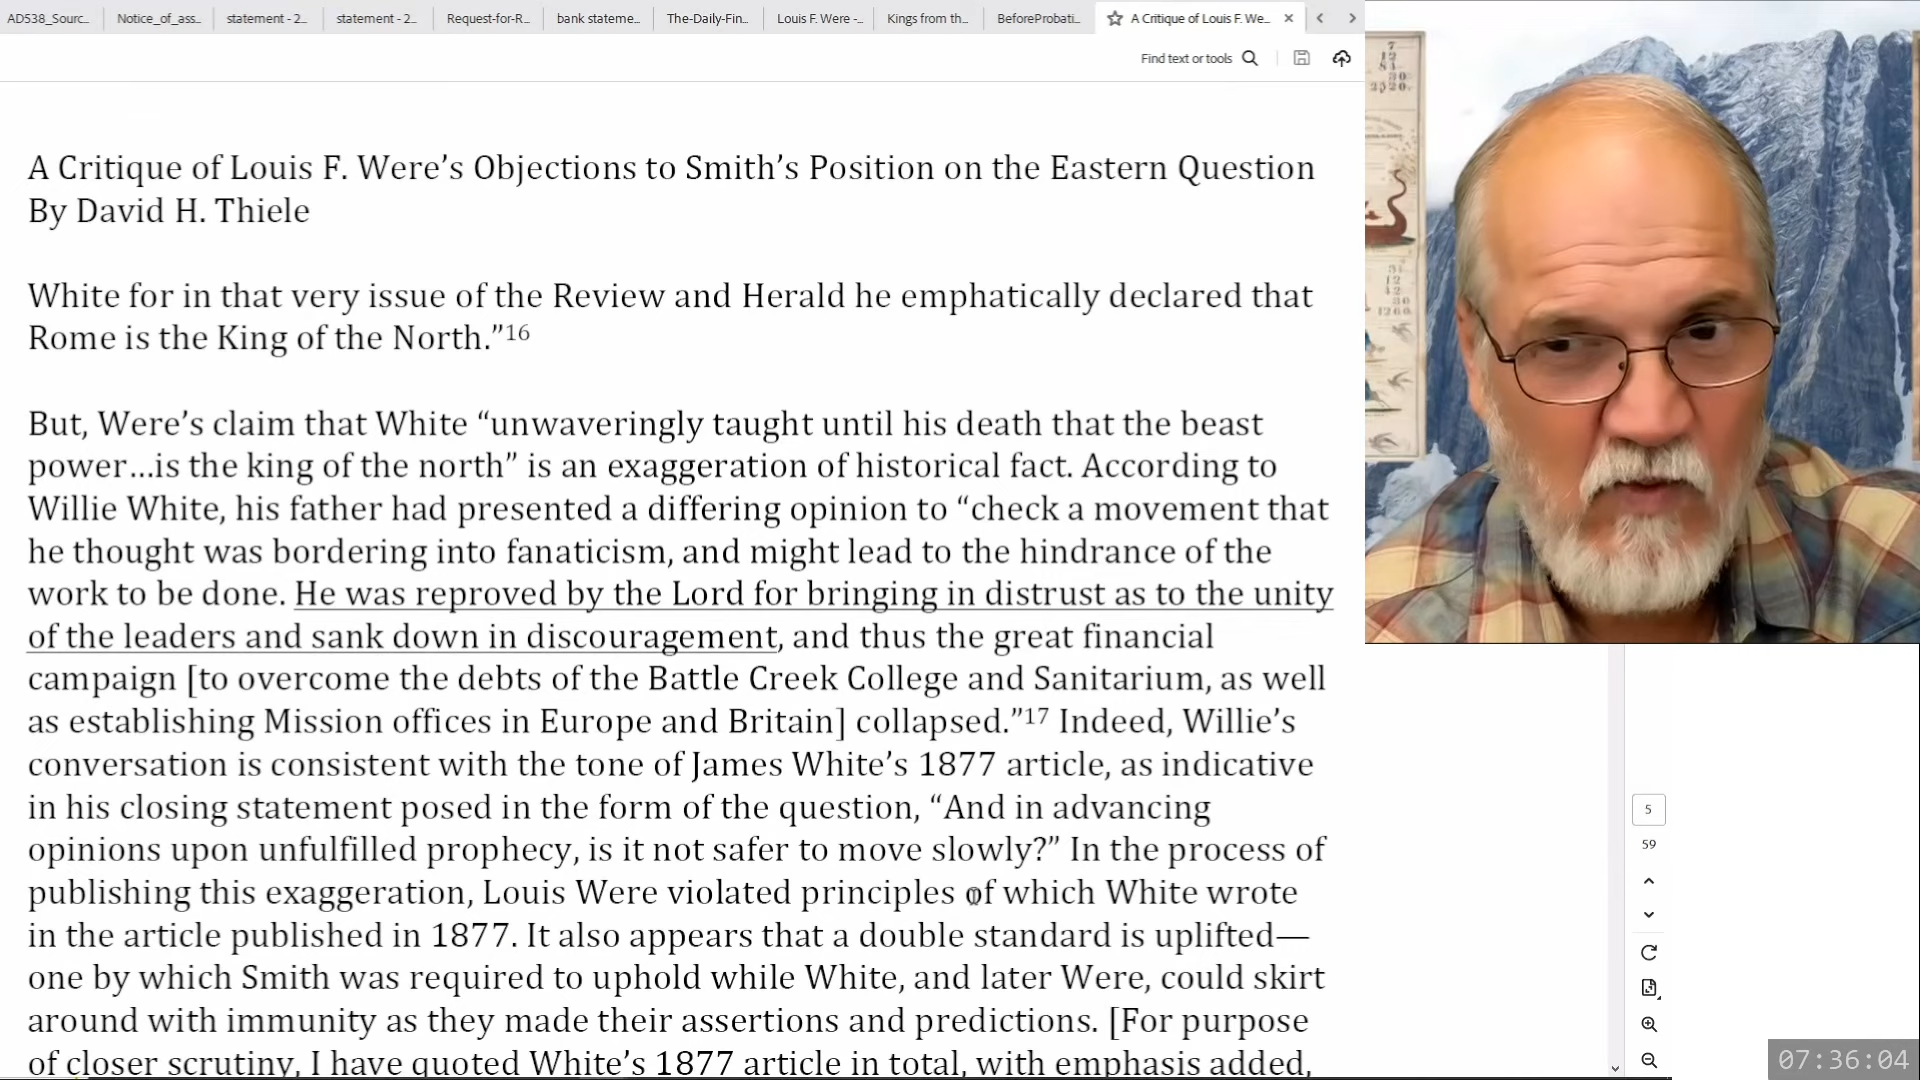 AD538_Sourc...
Notice_of_ass...
statement - 2...
statement - 2...
Request-for-R...
bank stateme...
The-Daily-Fin...
Louis F. Were -...
Kings from th...
BeforeProbati...
A Critique of Louis F. We...
Find text or tools
A Critique of Louis F. Were’s Objections to Smith’s Position on the Eastern Question
By David H. Thiele
White for in that very issue of the Review and Herald he emphatically declared that
Rome is the King of the North.”16
But, Were’s claim that White “unwaveringly taught until his death that the beast
power…is the king of the north” is an exaggeration of historical fact. According to
Willie White, his father had presented a differing opinion to “check a movement that
he thought was bordering into fanaticism, and might lead to the hindrance of the
work to be done. He was reproved by the Lord for bringing in distrust as to the unity
of the leaders and sank down in discouragement, and thus the great financial
campaign [to overcome the debts of the Battle Creek College and Sanitarium, as well
as establishing Mission offices in Europe and Britain] collapsed.”17 Indeed, Willie’s
conversation is consistent with the tone of James White’s 1877 article, as indicative
in his closing statement posed in the form of the question, “And in advancing
opinions upon unfulfilled prophecy, is it not safer to move slowly?” In the process of
publishing this exaggeration, Louis Were violated principles of which White wrote
in the article published in 1877. It also appears that a double standard is uplifted—
one by which Smith was required to uphold while White, and later Were, could skirt
around with immunity as they made their assertions and predictions. [For purpose
of closer scrutiny, I have quoted White’s 1877 article in total, with emphasis added,
5
59
07:36:04